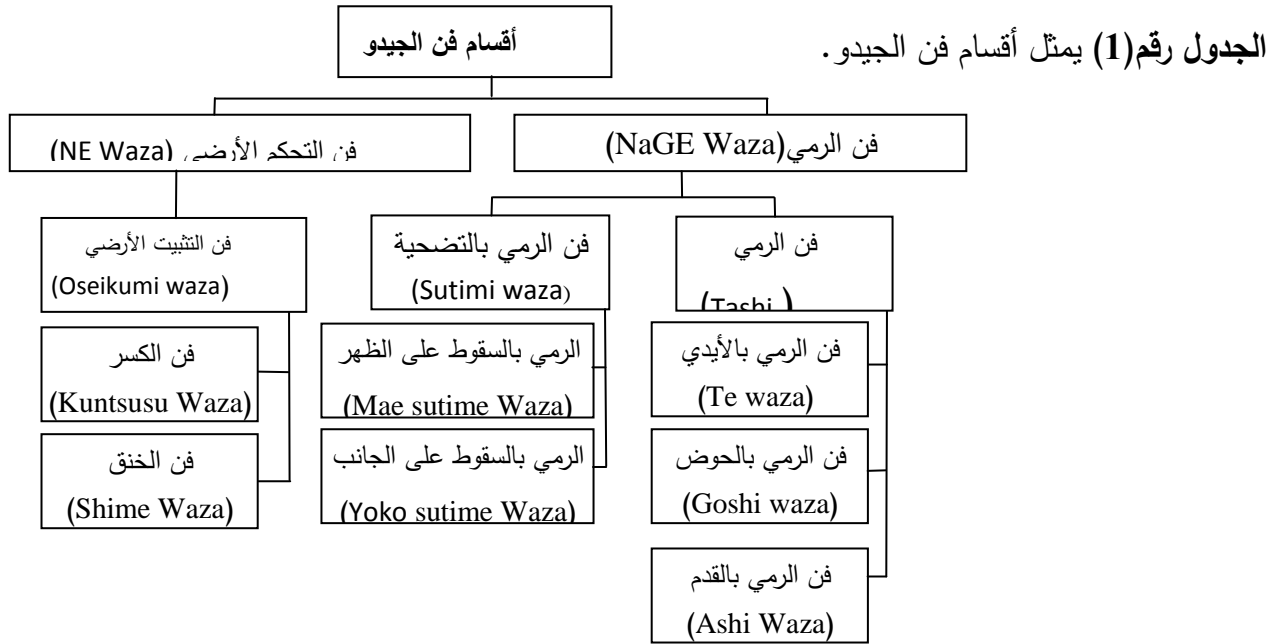 الجدول رقم(1) يمثل أقسام فن الجيدو.
أقسام فن الجيدو
فن الرمي(NaGE Waza)
فن التحكم الأرضي (NE Waza)
فن الرمي
(Tashi
فن الرمي بالتضحية
(Sutimi waza)
فن التثبيت الأرضي
(Oseikumi waza)
فن الرمي بالأيدي
(Te waza)
الرمي بالسقوط على الظهر
(Mae sutime Waza)
فن الكسر
(Kuntsusu Waza)
فن الرمي بالحوض
(Goshi waza)
الرمي بالسقوط على الجانب
(Yoko sutime Waza)
فن الخنق
(Shime Waza)
فن الرمي بالقدم
(Ashi Waza)